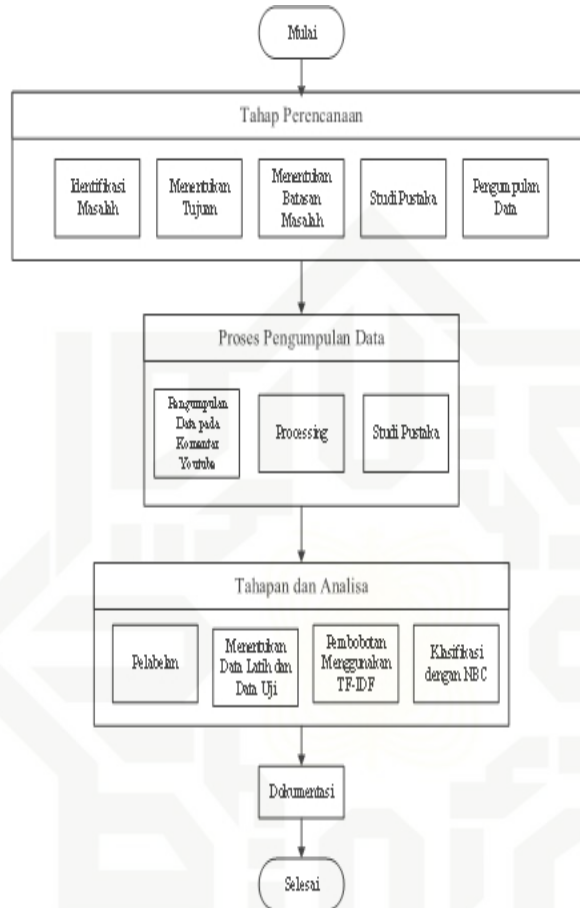 Mulai
Tahap Perencanaan
Identifikasi
Masalah
Menentukan
Tujuan
Menentukan
Batasan
Masalah
Studi Pustaka
Pengumpulan
Data
Proses Pengumpulan Data
Pengumpulan
Data pada
Komentar
Youtube
Processing
Studi Pustaka
Tahapan dan Analisa
Pelabelan
Menentukan
Data Latih dan
Data Uji
Pembobotan
Menggunakan
TF-IDF
Klasifikasi
dengan NBC
Dokumentasi
Selesai